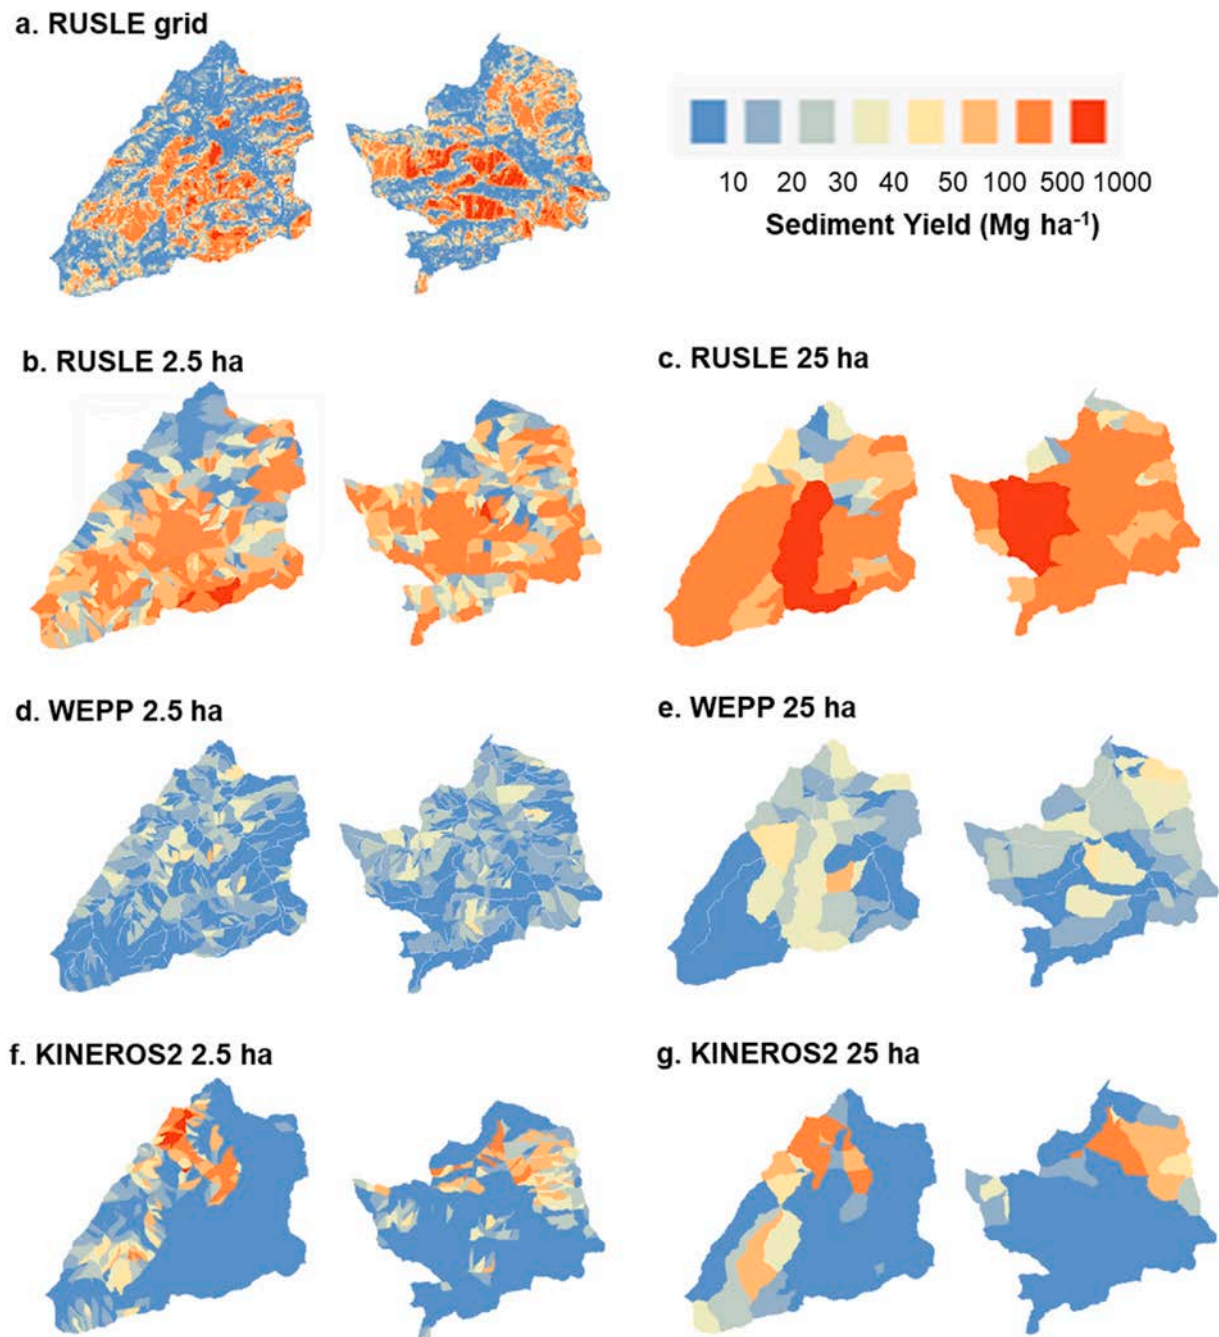 a. RUSLE grid
10 20 30 40 50 100 500 1000
Sediment Yield (Mg ha⁻¹)
b. RUSLE 2.5 ha
c. RUSLE 25 ha
d. WEPP 2.5 ha
e. WEPP 25 ha
f. KINEROS2 2.5 ha
g. KINEROS2 25 ha